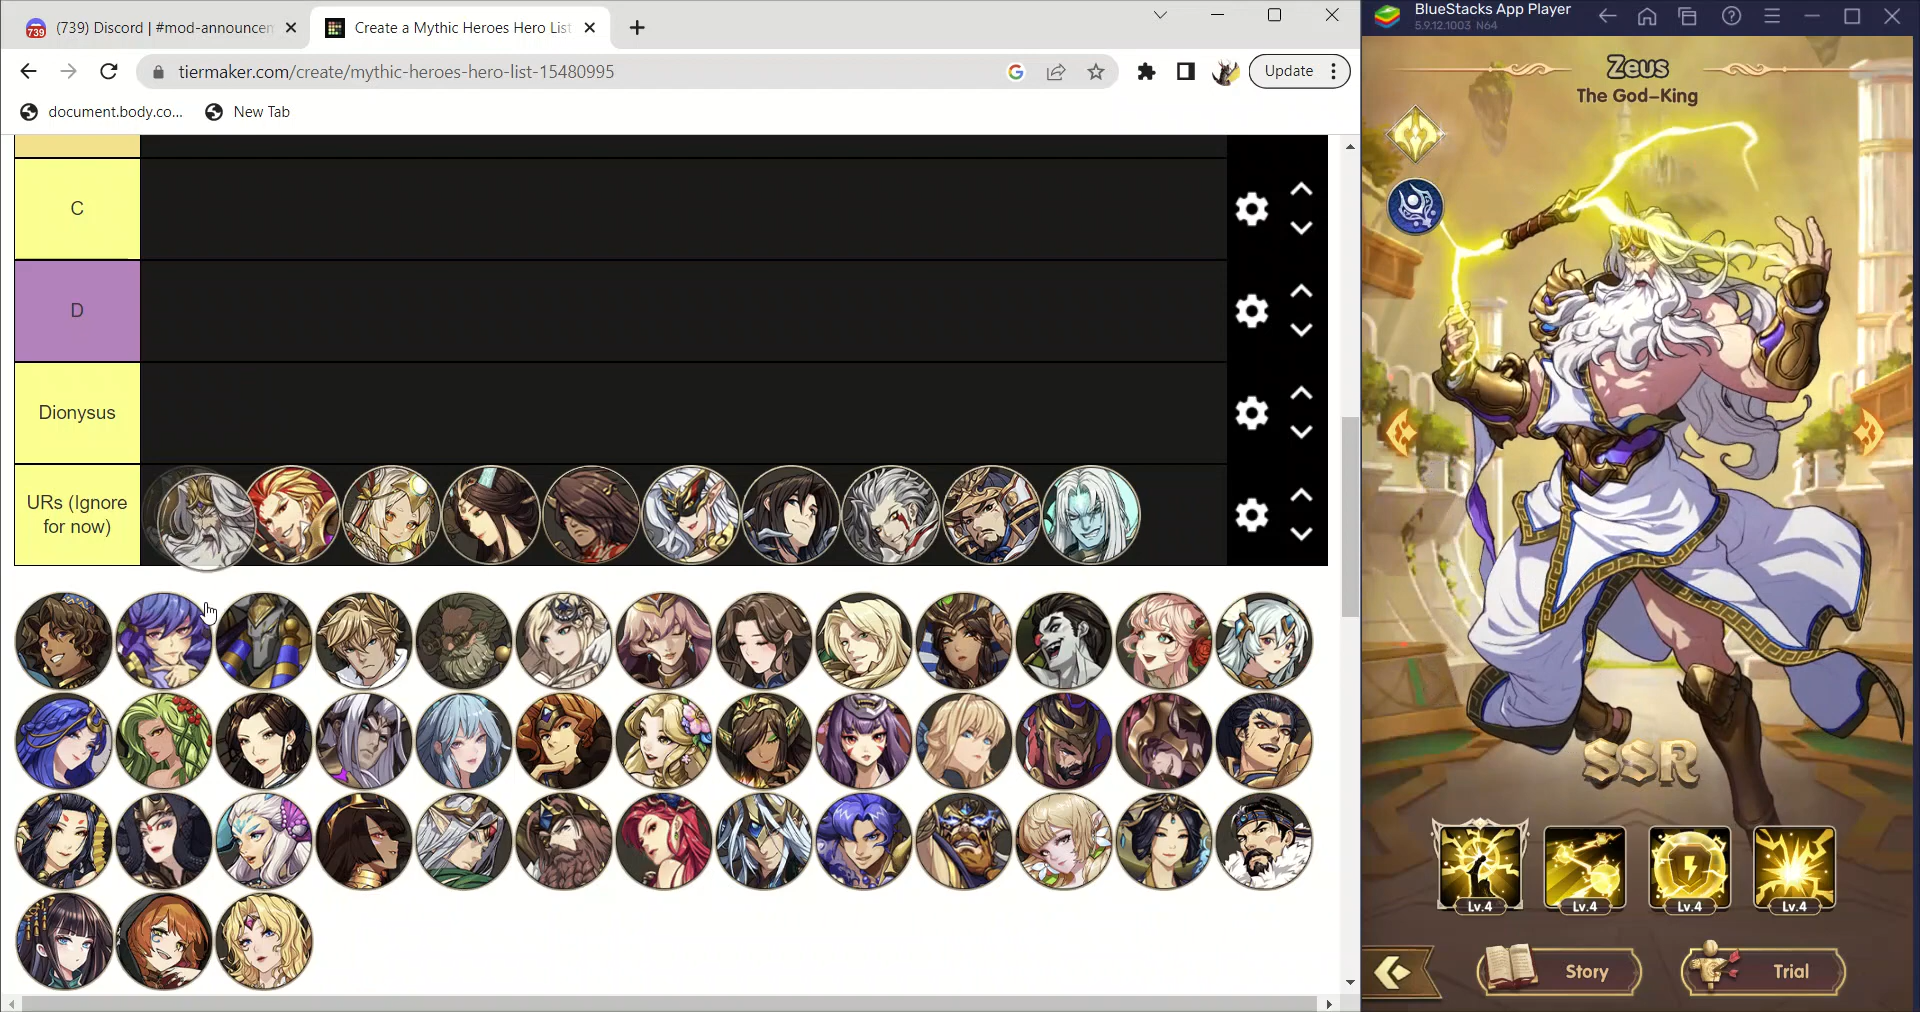 739
(739) Discord | #mod-announcen
Create a Mythic Heroes Hero List
tiermaker.com/create/mythic-heroes-hero-list-15480995
Update
document.body.co...
New Tab
C
D
Dionysus
URs (Ignore
for now)
BlueStacks App Player
5.9.12.1003 N64
Zeus
The God-King
SSR
Lv.4
Lv.4
Lv.4
Lv.4
Story
Trial